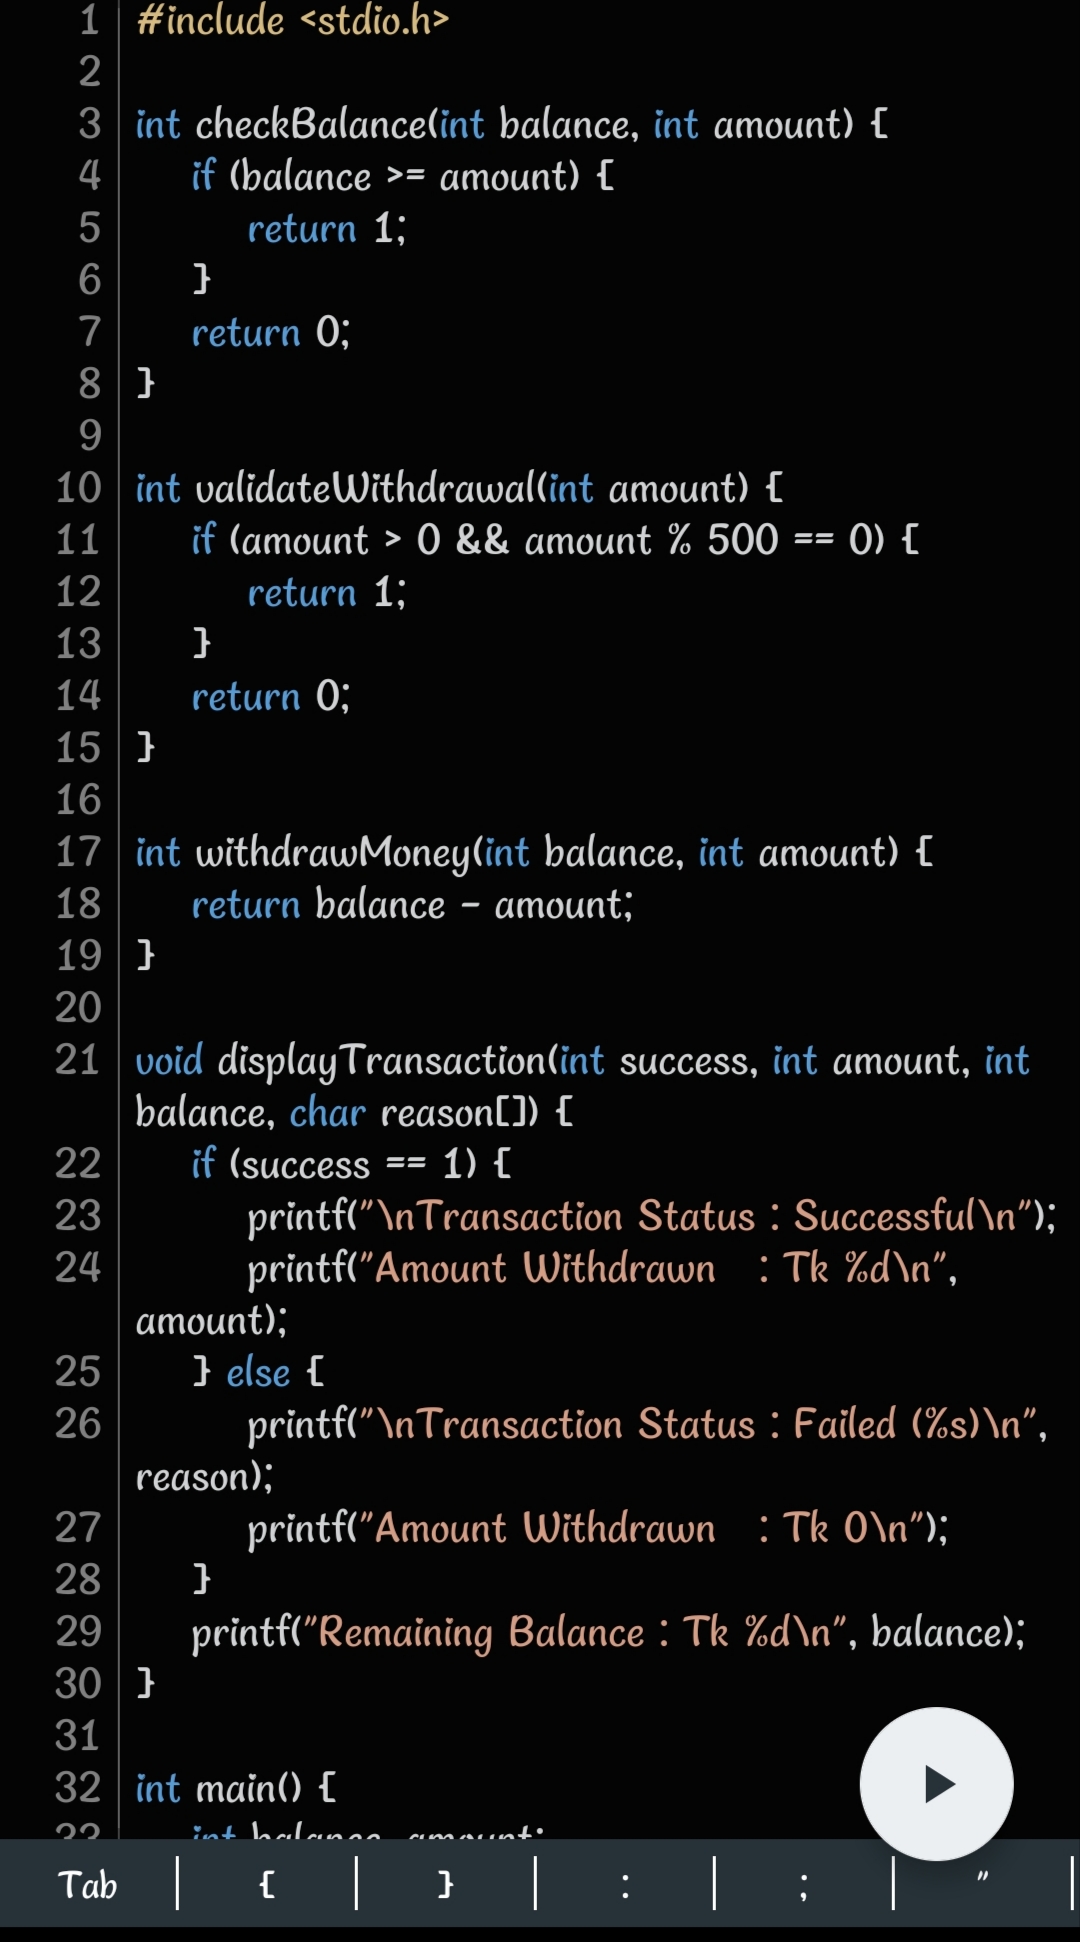 1 #include <stdio.h>
2
3 int checkBalance(int balance, int amount) {
4 if (balance >= amount) {
5 return 1;
6 }
7 return 0;
8 }
9
10 int validateWithdrawal(int amount) {
11 if (amount > 0 && amount % 500 == 0) {
12 return 1;
13 }
14 return 0;
15 }
16
17 int withdrawMoney(int balance, int amount) {
18 return balance - amount;
19 }
20
21 void displayTransaction(int success, int amount, int
balance, char reason[]) {
22 if (success == 1) {
23 printf("\nTransaction Status : Successful\n");
24 printf("Amount Withdrawn   : Tk %d\n",
amount);
25 } else {
26 printf("\nTransaction Status : Failed (%s)\n",
reason);
27 printf("Amount Withdrawn   : Tk 0\n");
28 }
29 printf("Remaining Balance : Tk %d\n", balance);
30 }
31
32 int main() {
33 int balance, amount;
Tab { } : ; "